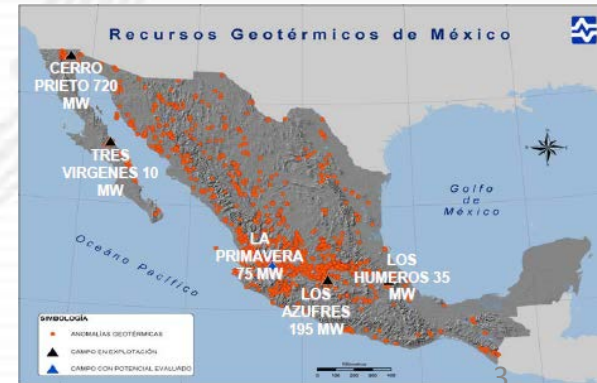 Recursos Geotérmicos de México
CERRO
PRIETO 720
MW
TRES
VIRGENES 10
MW
Golfo
de
México
Océano Pacífico
LA
PRIMAVERA
75 MW
LOS
HUMEROS 35
MW
LOS
AZUFRES
195 MW
SIMBOLOGÍA
ANOMALÍAS GEOTÉRMICAS
CAMPO EN EXPLOTACIÓN
CAMPO CON POTENCIAL EVALUADO
3